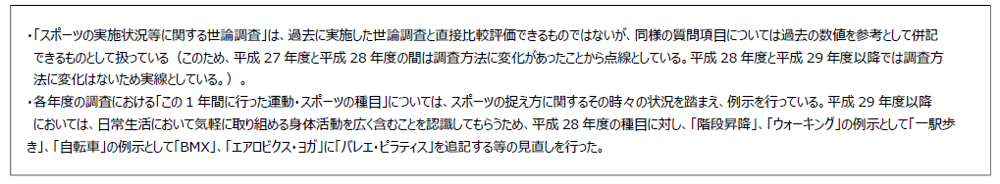 ・「スポーツの実施状況等に関する世論調査」は、過去に実施した世論調査と直接比較評価できるものではないが、同様の質問項目については過去の数値を参考として併記
できるものとして扱っている（このため、平成 27 年度と平成 28 年度の間は調査方法に変化があったことから点線としている。平成 28 年度と平成 29 年度以降では調査方
法に変化はないため実線としている。）。
・各年度の調査における「この 1 年間に行った運動・スポーツの種目」については、スポーツの捉え方に関するその時々の状況を踏まえ、例示を行っている。平成 29 年度以降
においては、日常生活において気軽に取り組める身体活動を広く含むことを認識してもらうため、平成 28 年度の種目に対し、「階段昇降」、「ウォーキング」の例示として「一駅歩
き」、「自転車」の例示として「BMX」、「エアロビクス・ヨガ」に「バレエ・ピラティス」を追記する等の見直しを行った。